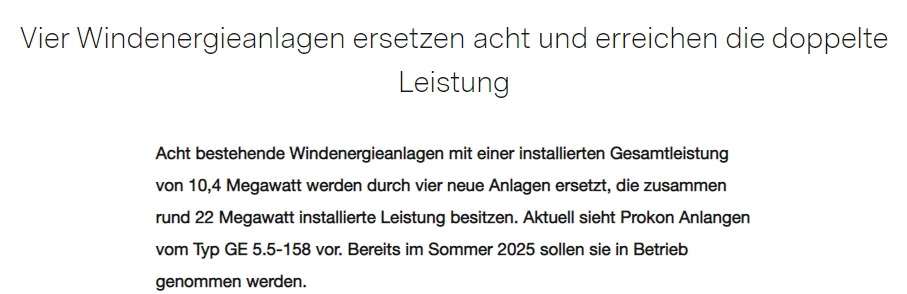 Vier Windenergieanlagen ersetzen acht und erreichen die doppelte
Leistung
Acht bestehende Windenergieanlagen mit einer installierten Gesamtleistung
von 10,4 Megawatt werden durch vier neue Anlagen ersetzt, die zusammen
rund 22 Megawatt installierte Leistung besitzen. Aktuell sieht Prokon Anlangen
vom Typ GE 5.5-158 vor. Bereits im Sommer 2025 sollen sie in Betrieb
genommen werden.